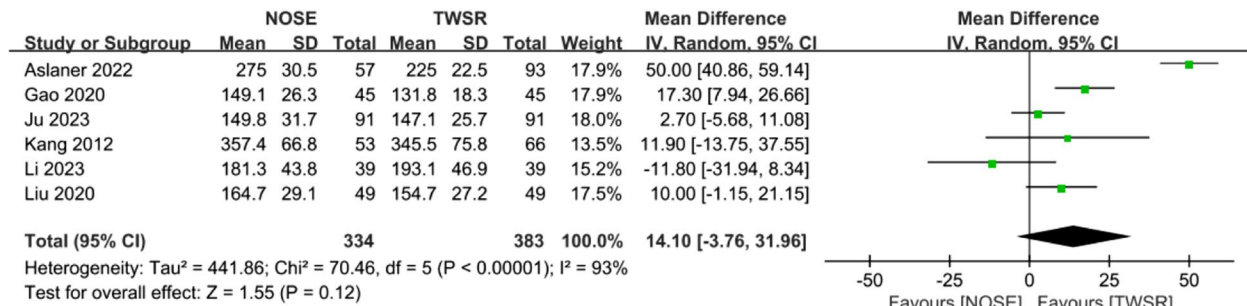 NOSE TWSR Mean Difference Mean Difference
Study or Subgroup Mean SD Total Mean SD Total Weight IV, Random, 95% CI IV, Random, 95% CI
Aslaner 2022 275 30.5 57 225 22.5 93 17.9% 50.00 [40.86, 59.14]
Gao 2020 149.1 26.3 45 131.8 18.3 45 17.9% 17.30 [7.94, 26.66]
Ju 2023 149.8 31.7 91 147.1 25.7 91 18.0% 2.70 [-5.68, 11.08]
Kang 2012 357.4 66.8 53 345.5 75.8 66 13.5% 11.90 [-13.75, 37.55]
Li 2023 181.3 43.8 39 193.1 46.9 39 15.2% -11.80 [-31.94, 8.34]
Liu 2020 164.7 29.1 49 154.7 27.2 49 17.5% 10.00 [-1.15, 21.15]
Total (95% CI) 334 383 100.0% 14.10 [-3.76, 31.96]
Heterogeneity: Tau² = 441.86; Chi² = 70.46, df = 5 (P < 0.00001); I² = 93%
Test for overall effect: Z = 1.55 (P = 0.12)
-50 -25 0 25 50
Favours [NOSE] Favours [TWSR]